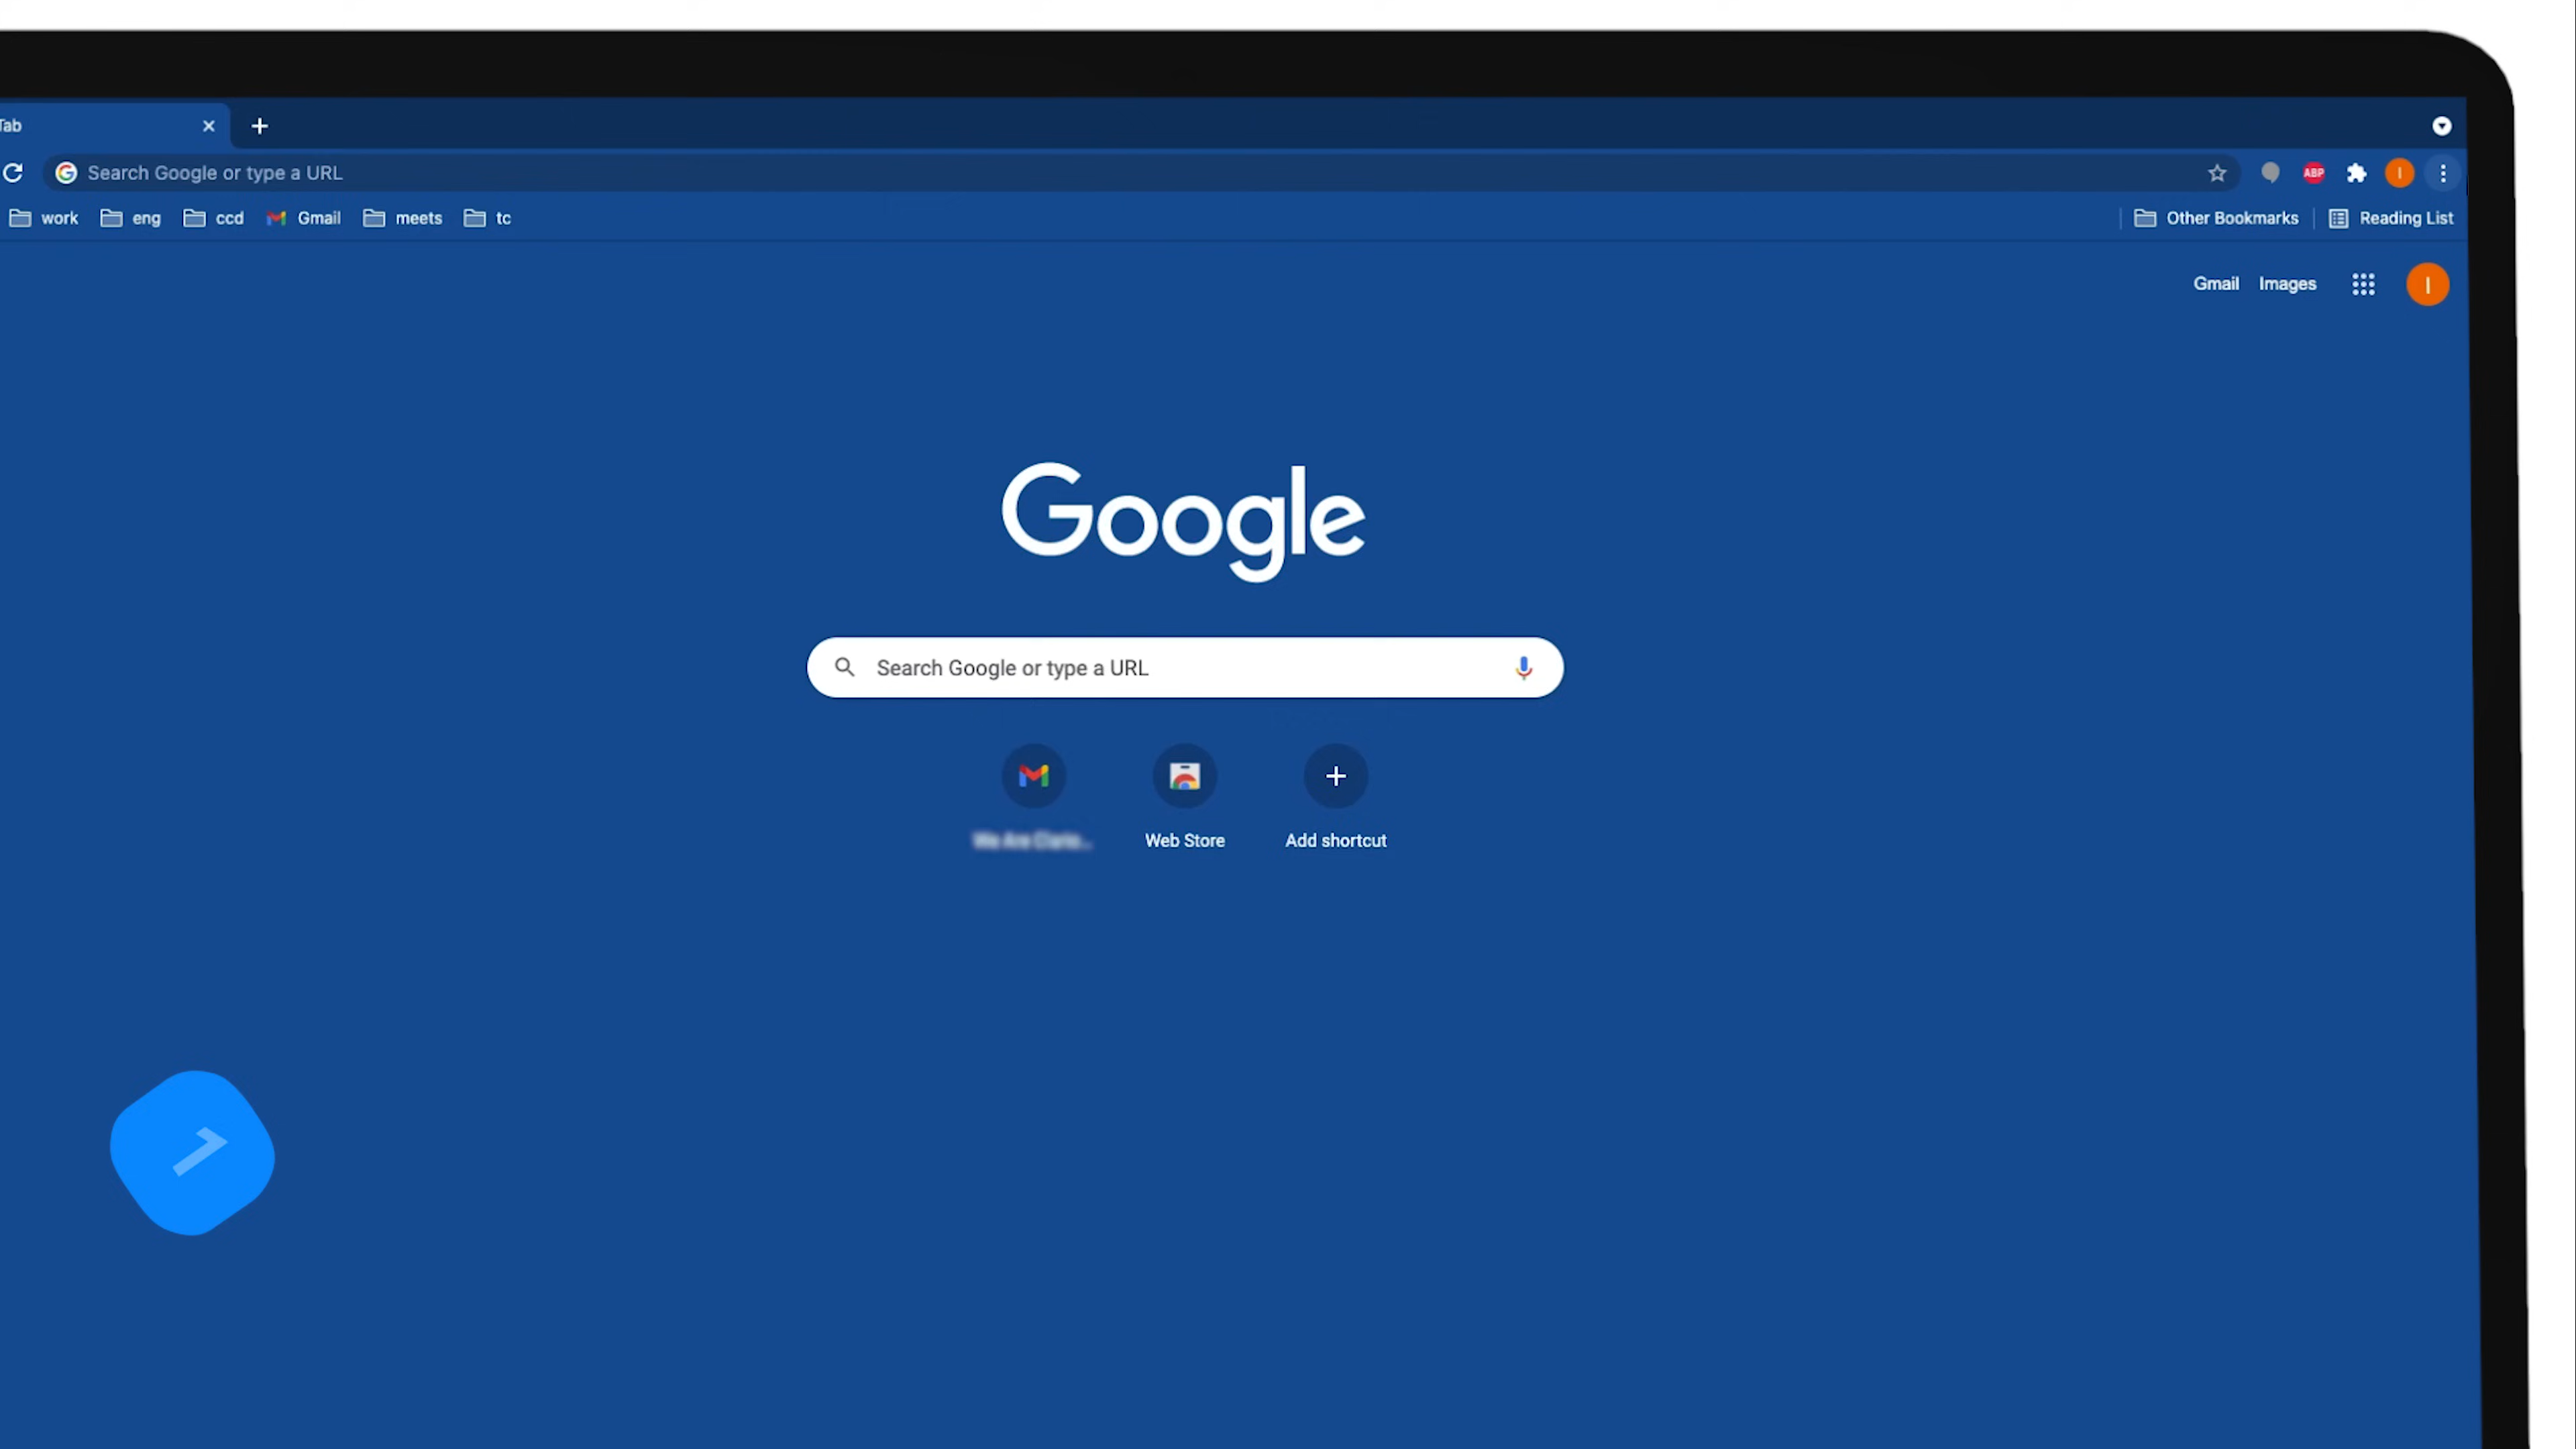 Tab
Search Google or type a URL
ABP
I
work eng ccd Gmail meets tc Other Bookmarks Reading List
Gmail Images I
Google
Search Google or type a URL
Web Store Add shortcut